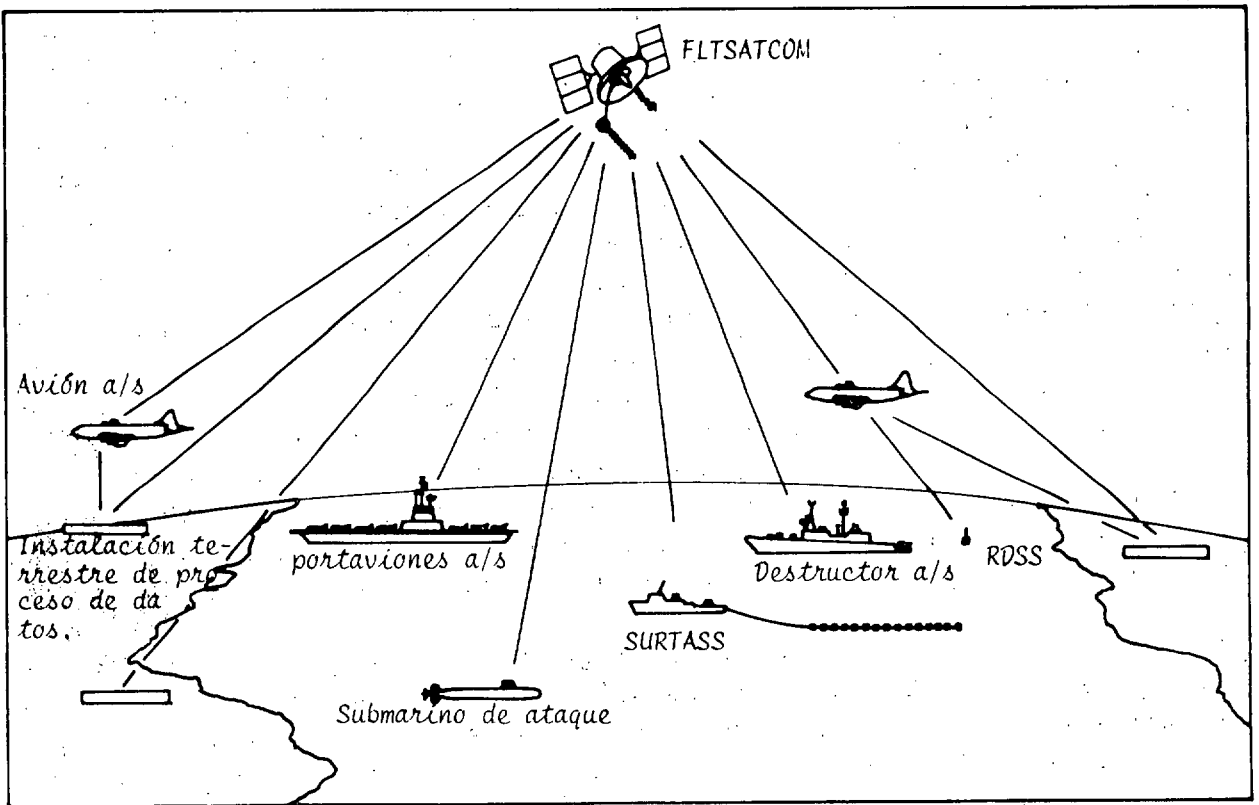 FLTSATCOM
Avión a/s
Instalación te-
rrestre de pro
ceso de da
tos.
portaviones a/s
Destructor a/s
RDSS
SURTASS
Submarino de ataque